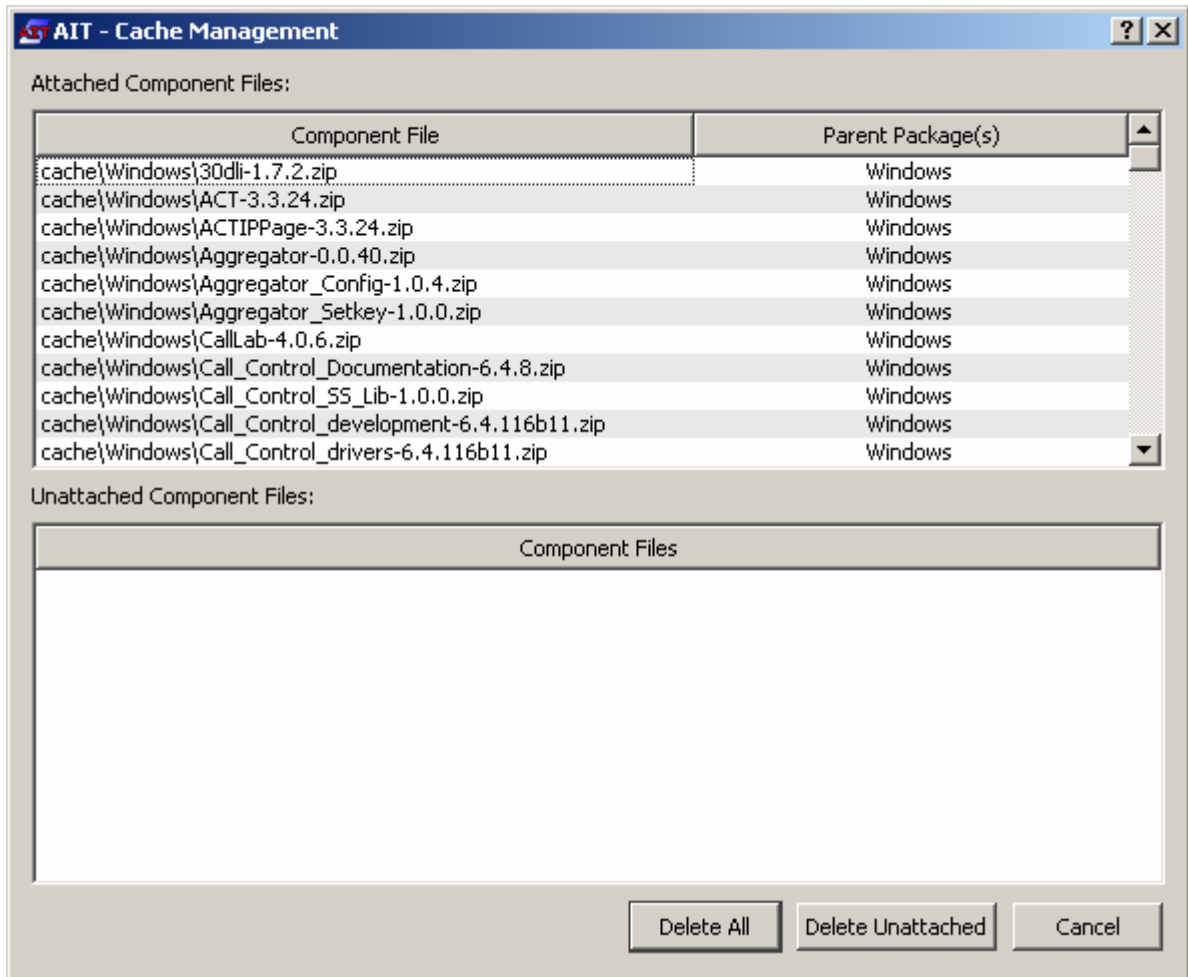 AIT AIT - Cache Management
Attached Component Files:
Component File Parent Package(s)
cache\Windows\30dli-1.7.2.zip Windows
cache\Windows\ACT-3.3.24.zip Windows
cache\Windows\ACTIPPage-3.3.24.zip Windows
cache\Windows\Aggregator-0.0.40.zip Windows
cache\Windows\Aggregator_Config-1.0.4.zip Windows
cache\Windows\Aggregator_Setkey-1.0.0.zip Windows
cache\Windows\CallLab-4.0.6.zip Windows
cache\Windows\Call_Control_Documentation-6.4.8.zip Windows
cache\Windows\Call_Control_SS_Lib-1.0.0.zip Windows
cache\Windows\Call_Control_development-6.4.116b11.zip Windows
cache\Windows\Call_Control_drivers-6.4.116b11.zip Windows
Unattached Component Files:
Component Files
Delete All Delete Unattached Cancel